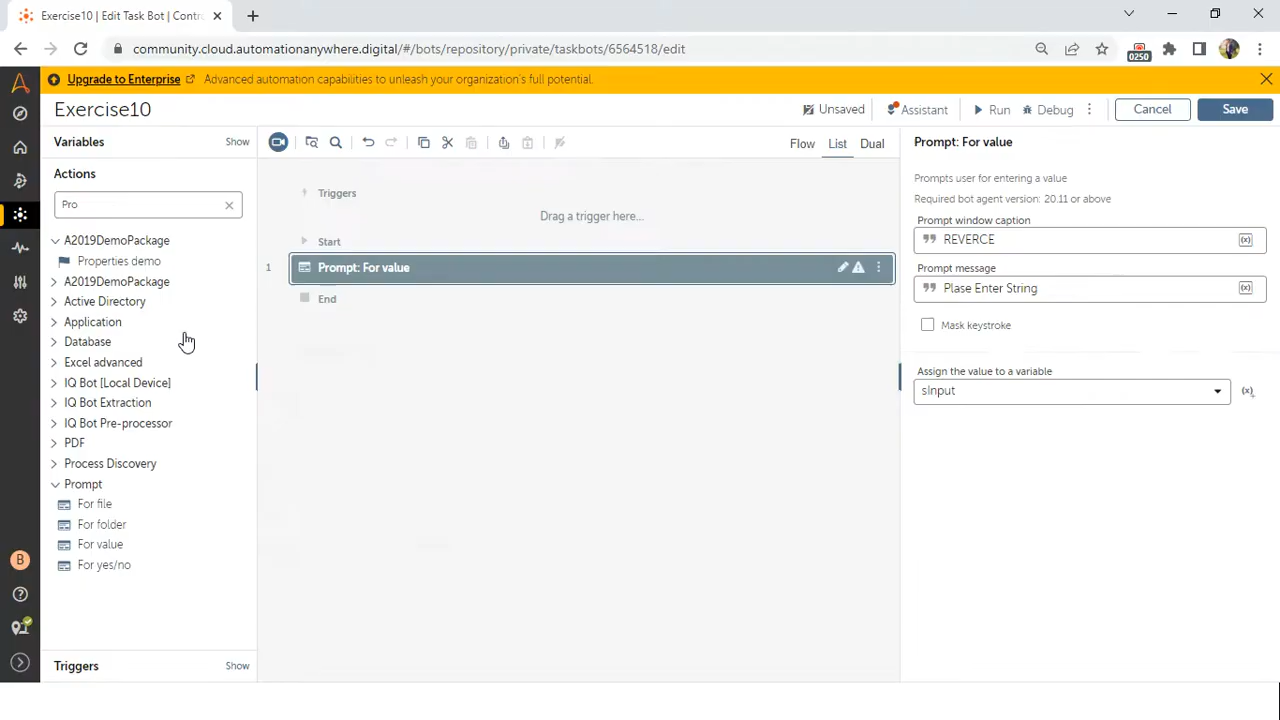 Exercise10 | Edit Task Bot | Contro
community.cloud.automationanywhere.digital/#/bots/repository/private/taskbots/6564518/edit
0250
Upgrade to Enterprise Advanced automation capabilities to unleash your organization's full potential.
Exercise10
Unsaved
Assistant
Run
Debug
Cancel
Save
Variables
Show
Flow
List
Dual
Actions
Pro
A2019DemoPackage
Properties demo
A2019DemoPackage
Active Directory
Application
Database
Excel advanced
IQ Bot [Local Device]
IQ Bot Extraction
IQ Bot Pre-processor
PDF
Process Discovery
Prompt
For file
For folder
For value
For yes/no
Triggers
Show
Triggers
Drag a trigger here...
Start
1
Prompt: For value
End
Prompt: For value
Prompts user for entering a value
Required bot agent version: 20.11 or above
Prompt window caption
REVERCE
(x)
Prompt message
Plase Enter String
(x)
Mask keystroke
Assign the value to a variable
sInput
(x)
B